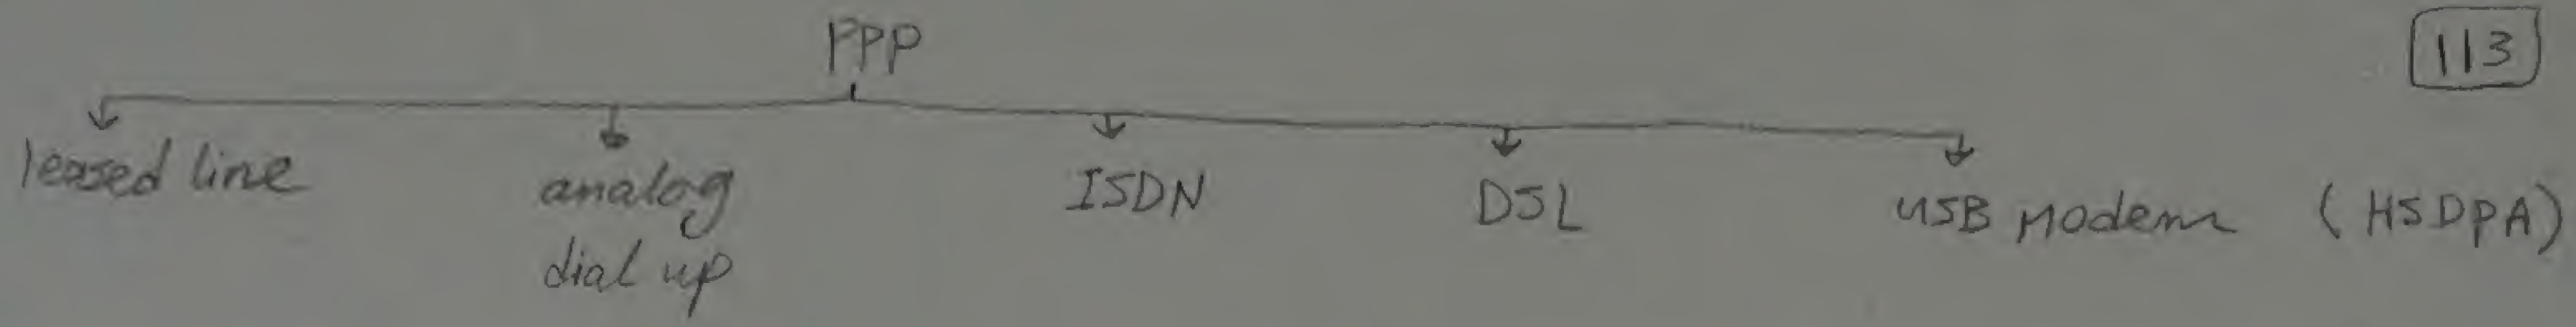 PPP
113
leased line
analog
dial up
ISDN
DSL
USB Modem (HSDPA)